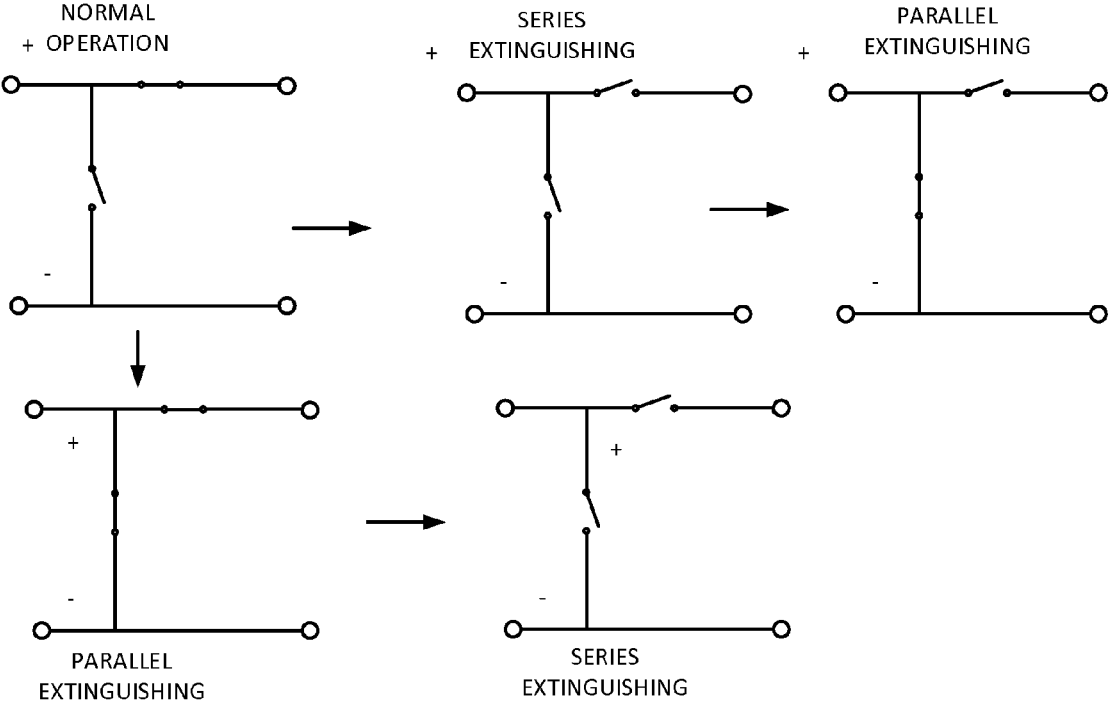 NORMAL
+ OPERATION
-
SERIES
+ EXTINGUISHING
-
PARALLEL
+ EXTINGUISHING
-
+
-
PARALLEL
EXTINGUISHING
+
-
SERIES
EXTINGUISHING